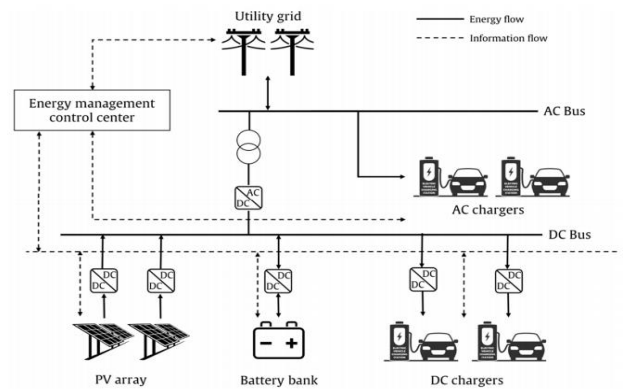 Utility grid
Energy flow
Information flow
Energy management
control center
AC Bus
AC
DC
AC chargers
DC Bus
DC
DC
DC
DC
DC
DC
DC
DC
DC
DC
PV array
Battery bank
DC chargers